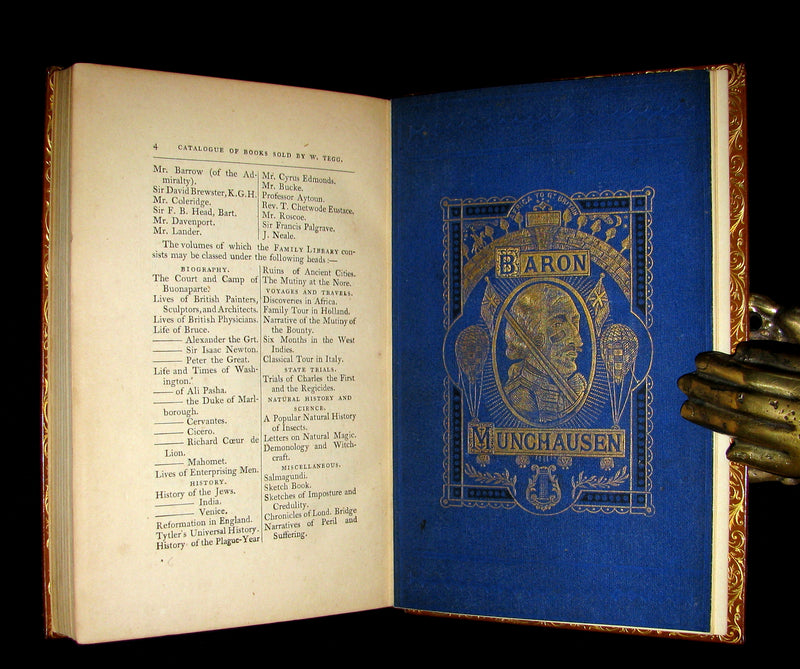 4 CATALOGUE OF BOOKS SOLD BY W. TEGG.
Mr. Barrow (of the Ad-
miralty).
Sir David Brewster, K.G.H.
Mr. Coleridge.
Sir F. B. Head, Bart.
Mr. Davenport.
Mr. Lander.
Mr. Cyrus Edmonds.
Mr. Bucke.
Professor Aytoun.
Rev. T. Chetwode Eustace.
Mr. Roscoe.
Sir Francis Palgrave.
J. Neale.
The volumes of which the FAMILY LIBRARY con-
sists may be classed under the following heads:—
BIOGRAPHY.
The Court and Camp of
Buonaparte.
Lives of British Painters,
Sculptors, and Architects.
Lives of British Physicians.
Life of Bruce.
——— Alexander the Grt.
——— Sir Isaac Newton.
——— Peter the Great.
Life and Times of Wash-
ington.
—— of Ali Pasha.
——— the Duke of Marl-
borough.
——— Cervantes.
——— Cicero.
——— Richard Cœur de
Lion.
——— Mahomet.
Lives of Enterprising Men.
HISTORY.
History of the Jews.
——— India.
——— Venice.
Reformation in England.
Tytler's Universal History.
History of the Plague-Year
Ruins of Ancient Cities.
The Mutiny at the Nore.
VOYAGES AND TRAVELS.
Discoveries in Africa.
Family Tour in Holland.
Narrative of the Mutiny of
the Bounty.
Six Months in the West
Indies.
Classical Tour in Italy.
STATE TRIALS.
Trials of Charles the First
and the Regicides.
NATURAL HISTORY AND
SCIENCE.
A Popular Natural History
of Insects.
Letters on Natural Magic.
Demonology and Witch-
craft.
MISCELLANEOUS.
Salmagundi.
Sketch Book.
Sketches of Imposture and
Credulity.
Chronicles of Lond. Bridge
Narratives of Peril and
Suffering.
BARON
MUNCHAUSEN